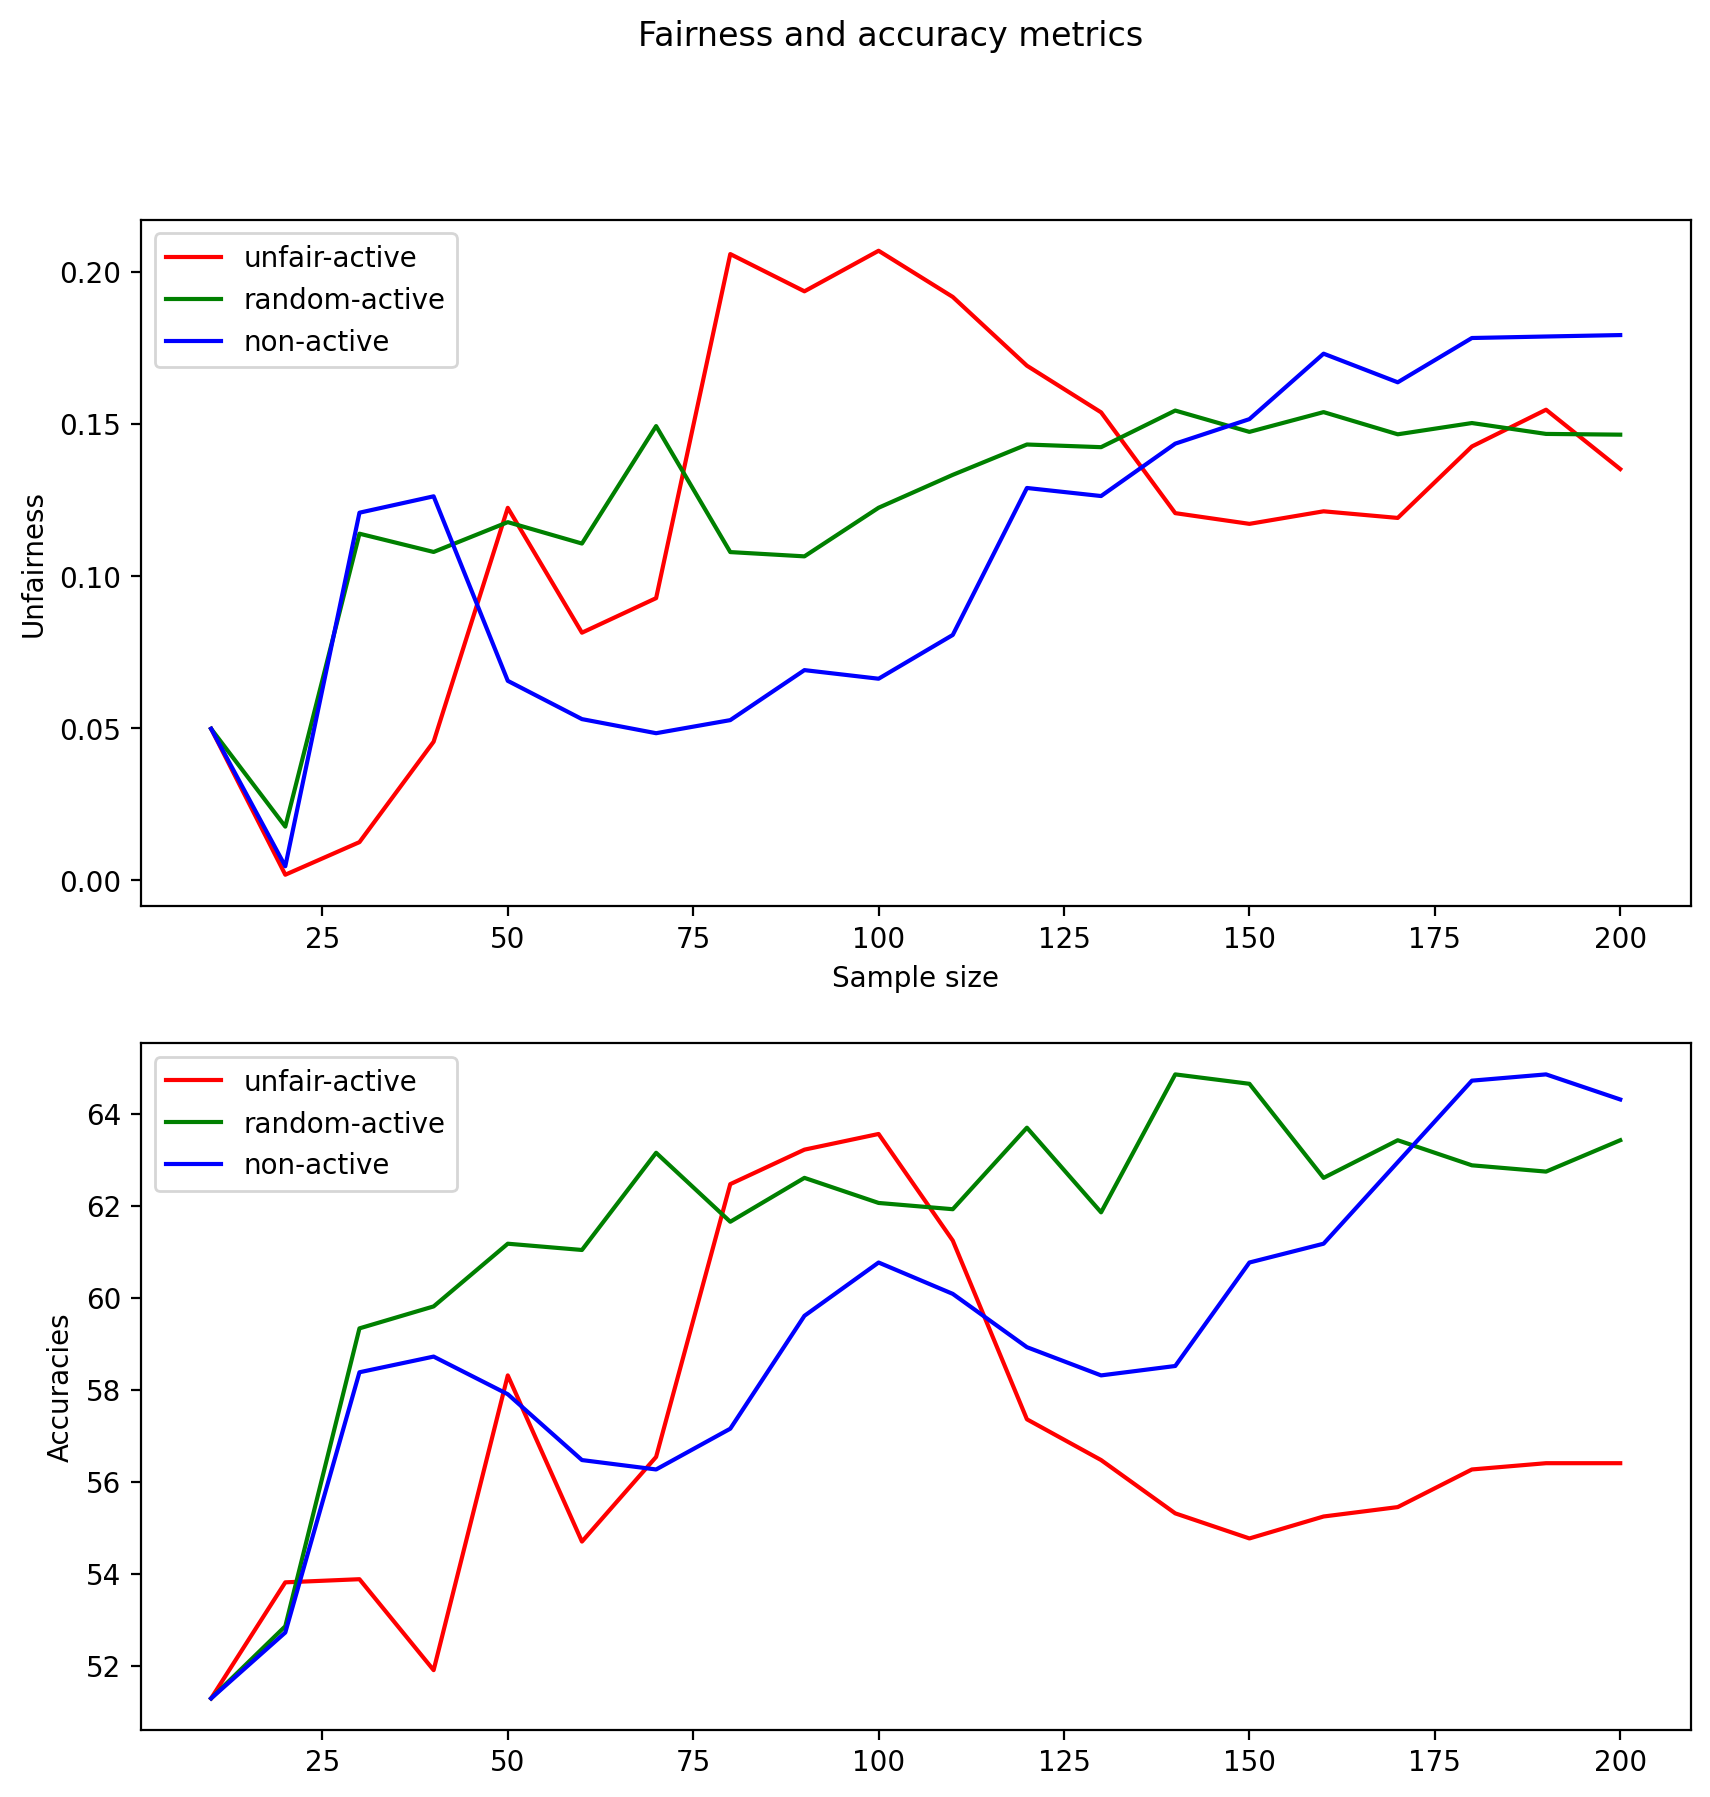 Fairness and accuracy metrics
unfair-active
random-active
non-active
0.20
0.15
0.10
0.05
0.00
Unfairness
25 50 75 100 125 150 175 200
Sample size
unfair-active
random-active
non-active
64
62
60
58
56
54
52
Accuracies
25 50 75 100 125 150 175 200